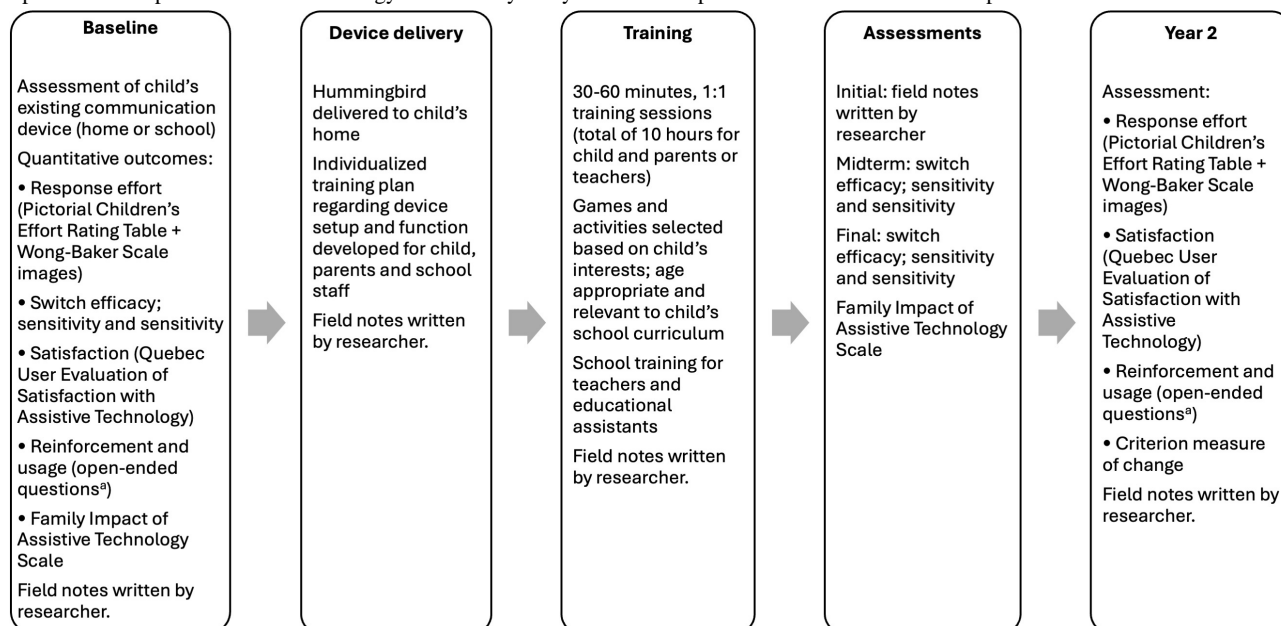 Baseline
Assessment of child's
existing communication
device (home or school)
Quantitative outcomes:
• Response effort
(Pictorial Children's
Effort Rating Table +
Wong-Baker Scale
images)
• Switch efficacy;
sensitivity and sensitivity
• Satisfaction (Quebec
User Evaluation of
Satisfaction with
Assistive Technology)
• Reinforcement and
usage (open-ended
questionsᵃ)
• Family Impact of
Assistive Technology
Scale
Field notes written by
researcher.
Device delivery
Hummingbird
delivered to child's
home
Individualized
training plan
regarding device
setup and function
developed for child,
parents and school
staff
Field notes written
by researcher.
Training
30-60 minutes, 1:1
training sessions
(total of 10 hours for
child and parents or
teachers)
Games and
activities selected
based on child's
interests; age
appropriate and
relevant to child's
school curriculum
School training for
teachers and
educational
assistants
Field notes written
by researcher.
Assessments
Initial: field notes
written by
researcher
Midterm: switch
efficacy; sensitivity
and sensitivity
Final: switch
efficacy; sensitivity
and sensitivity
Family Impact of
Assistive Technology
Scale
Year 2
Assessment:
• Response effort
(Pictorial Children's
Effort Rating Table +
Wong-Baker Scale
images)
• Satisfaction
(Quebec User
Evaluation of
Satisfaction with
Assistive
Technology)
• Reinforcement and
usage (open-ended
questionsᵃ)
• Criterion measure
of change
Field notes written by
researcher.